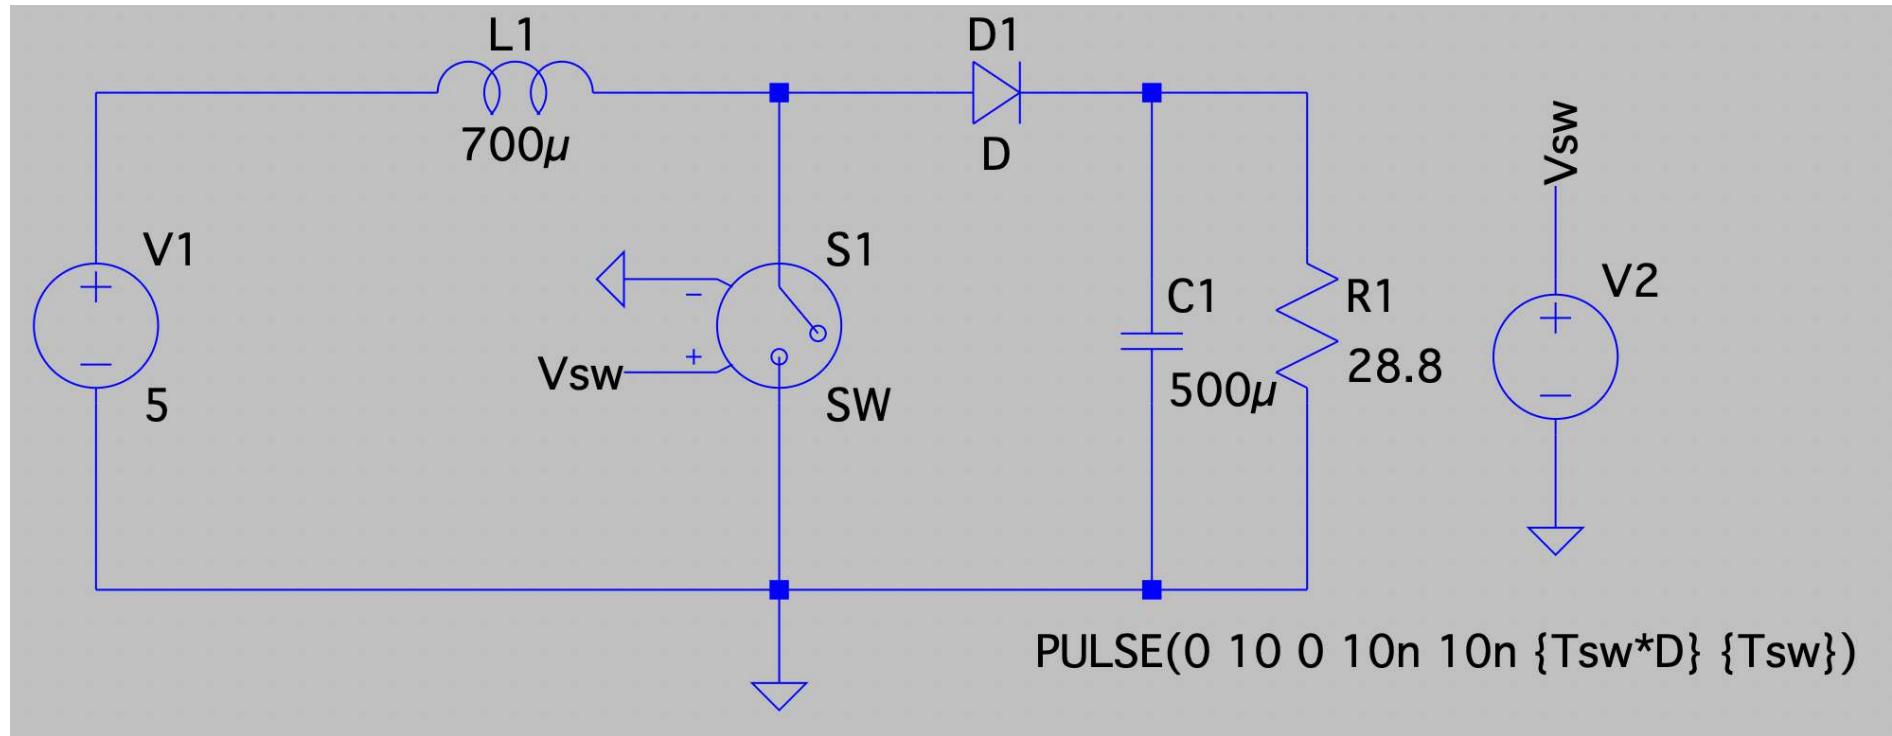 L1
700µ
D1
D
V1
5
S1
SW
Vsw
C1
500µ
R1
28.8
Vsw
V2
PULSE(0 10 0 10n 10n {Tsw*D} {Tsw})